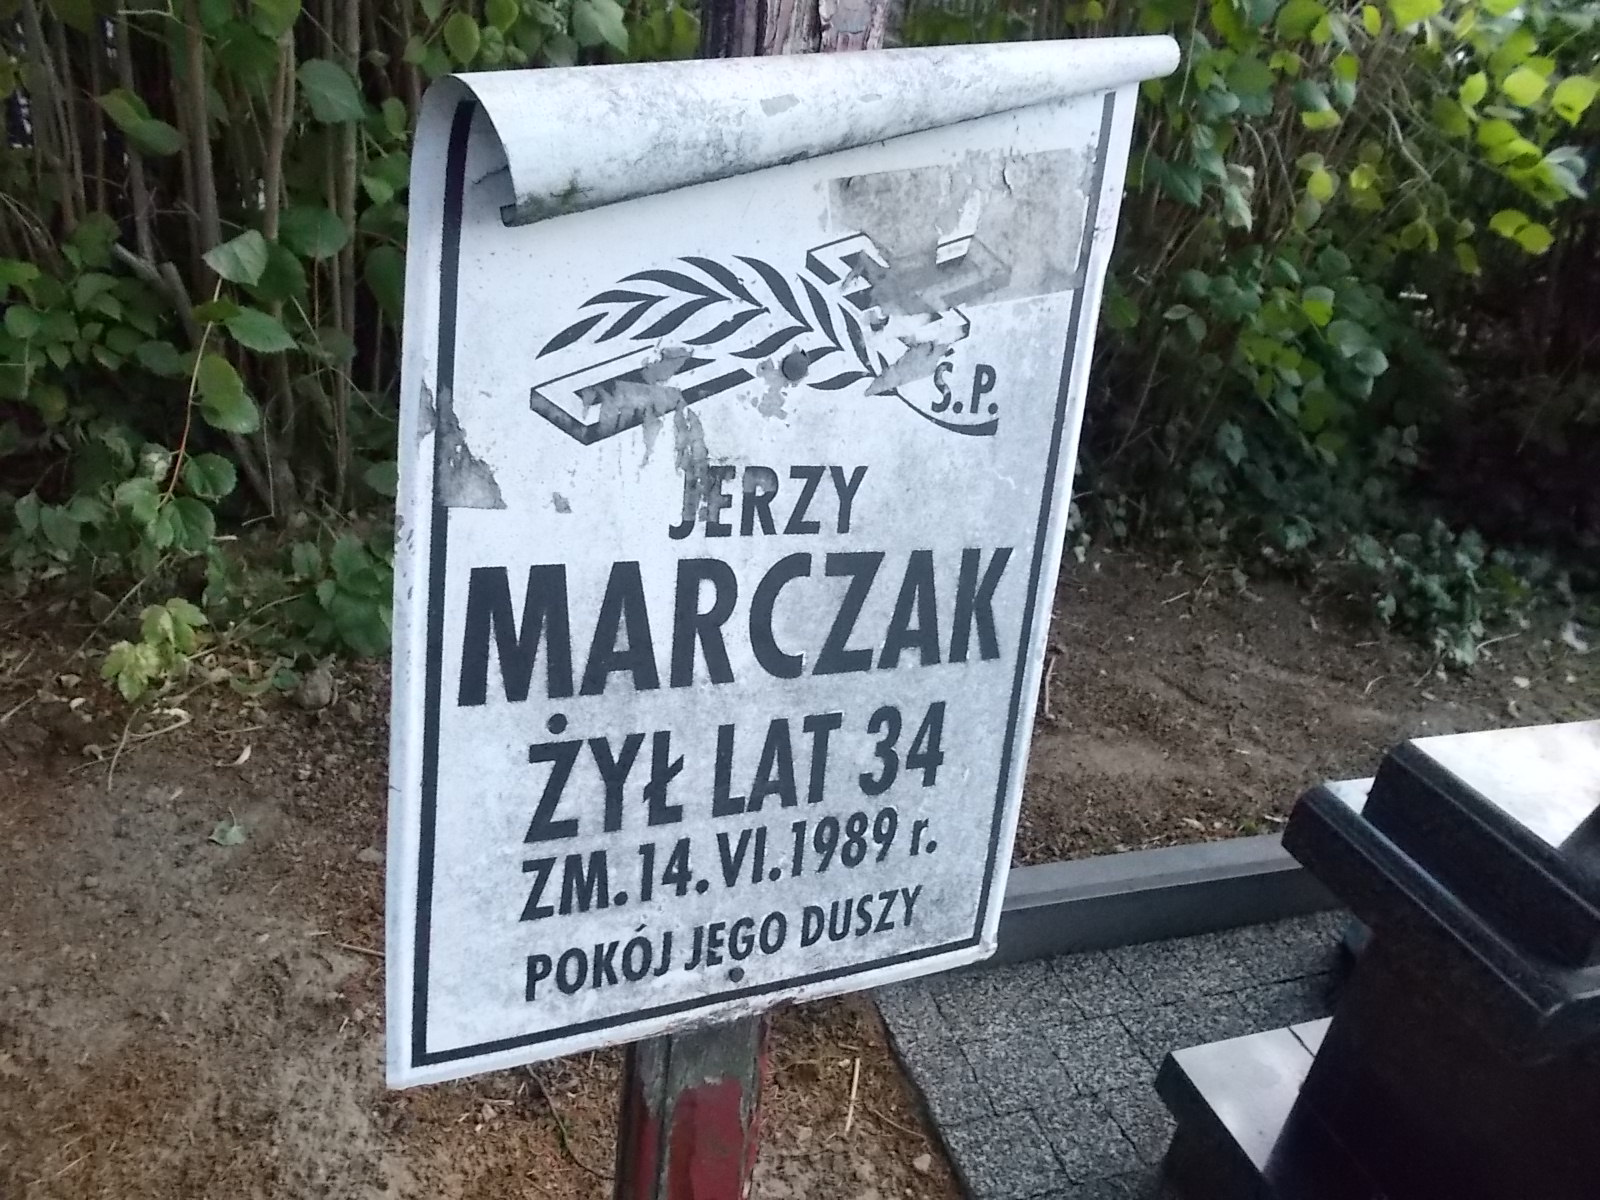 Ś.P.
JERZY
MARCZAK
ŻYŁ LAT 34
ZM. 14. VI. 1989 r.
POKÓJ JEGO DUSZY